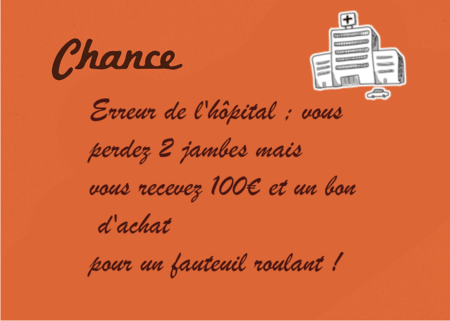 Chance
Erreur de l'hôpital : vous
perdez 2 jambes mais
vous recevez 100€ et un bon
d'achat
pour un fauteuil roulant !